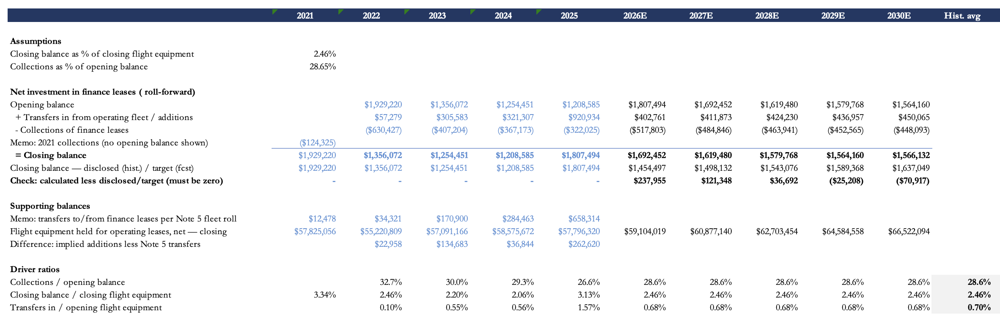 2021 2022 2023 2024 2025 2026E 2027E 2028E 2029E 2030E Hist. avg
Assumptions
Closing balance as % of closing flight equipment 2.46%
Collections as % of opening balance 28.65%
Net investment in finance leases ( roll-forward)
Opening balance $1,929,220 $1,356,072 $1,254,451 $1,208,585 $1,807,494 $1,692,452 $1,619,480 $1,579,768 $1,564,160
+ Transfers in from operating fleet / additions $57,279 $305,583 $321,307 $920,934 $402,761 $411,873 $424,230 $436,957 $450,065
- Collections of finance leases ($630,427) ($407,204) ($367,173) ($322,025) ($517,803) ($484,846) ($463,941) ($452,565) ($448,093)
Memo: 2021 collections (no opening balance shown) ($124,325)
= Closing balance $1,929,220 $1,356,072 $1,254,451 $1,208,585 $1,807,494 $1,692,452 $1,619,480 $1,579,768 $1,564,160 $1,566,132
Closing balance — disclosed (hist.) / target (fcst) $1,929,220 $1,356,072 $1,254,451 $1,208,585 $1,807,494 $1,454,497 $1,498,132 $1,543,076 $1,589,368 $1,637,049
Check: calculated less disclosed/target (must be zero) - - - - - $237,955 $121,348 $36,692 ($25,208) ($70,917)
Supporting balances
Memo: transfers to/from finance leases per Note 5 fleet roll $12,478 $34,321 $170,900 $284,463 $658,314
Flight equipment held for operating leases, net — closing $57,825,056 $55,220,809 $57,091,166 $58,575,672 $57,796,320 $59,104,019 $60,877,140 $62,703,454 $64,584,558 $66,522,094
Difference: implied additions less Note 5 transfers $22,958 $134,683 $36,844 $262,620
Driver ratios
Collections / opening balance 32.7% 30.0% 29.3% 26.6% 28.6% 28.6% 28.6% 28.6% 28.6% 28.6%
Closing balance / closing flight equipment 3.34% 2.46% 2.20% 2.06% 3.13% 2.46% 2.46% 2.46% 2.46% 2.46% 2.46%
Transfers in / opening flight equipment 0.10% 0.55% 0.56% 1.57% 0.68% 0.68% 0.68% 0.68% 0.68% 0.70%